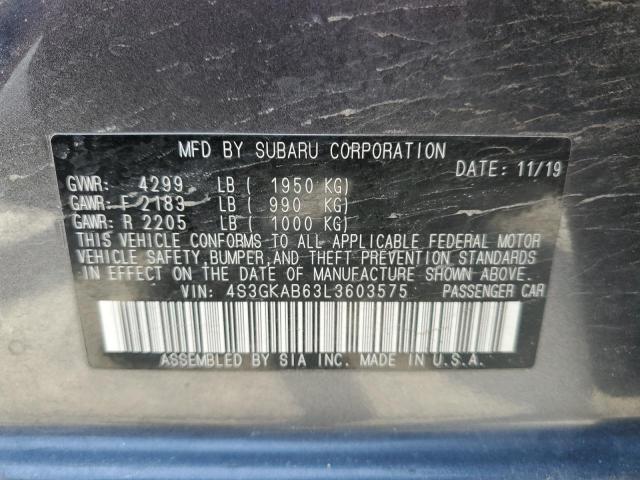 MFD BY SUBARU CORPORATION
DATE: 11/19
GVWR: 4299 LB ( 1950 KG)
GAWR: F 2183 LB ( 990 KG)
GAWR: R 2205 LB ( 1000 KG)
THIS VEHICLE CONFORMS TO ALL APPLICABLE FEDERAL MOTOR
VEHICLE SAFETY, BUMPER, AND THEFT PREVENTION STANDARDS
IN EFFECT ON THE DATE OF MANUFACTURE SHOWN ABOVE.
VIN: 4S3GKAB63L3603575 PASSENGER CAR
ASSEMBLED BY SIA INC. MADE IN U.S.A.